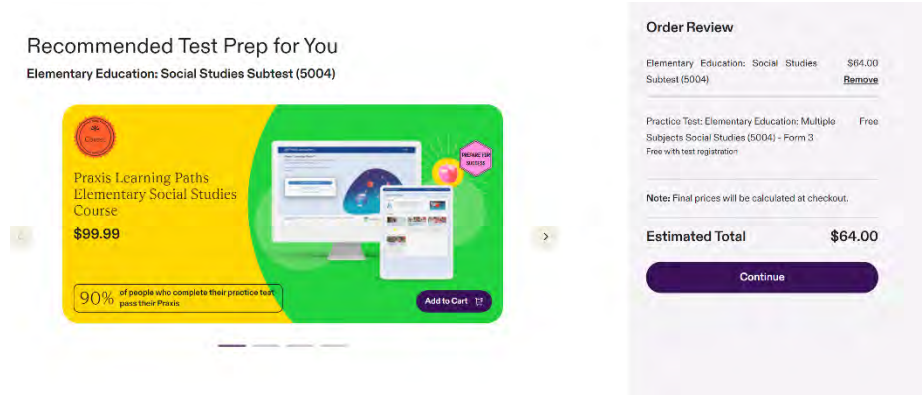 Recommended Test Prep for You
Elementary Education: Social Studies Subtest (5004)
Praxis Learning Paths
Elementary Social Studies
Course
$99.99
90%
of people who complete their practice test
pass their Praxis
PREPARE FOR
SUCCESS
Add to Cart
Order Review
Elementary Education: Social Studies $64.00
Subtest (5004) Remove
Practice Test: Elementary Education: Multiple Free
Subjects Social Studies (5004) - Form 3
Free with test registration
Note: Final prices will be calculated at checkout.
Estimated Total $64.00
Continue